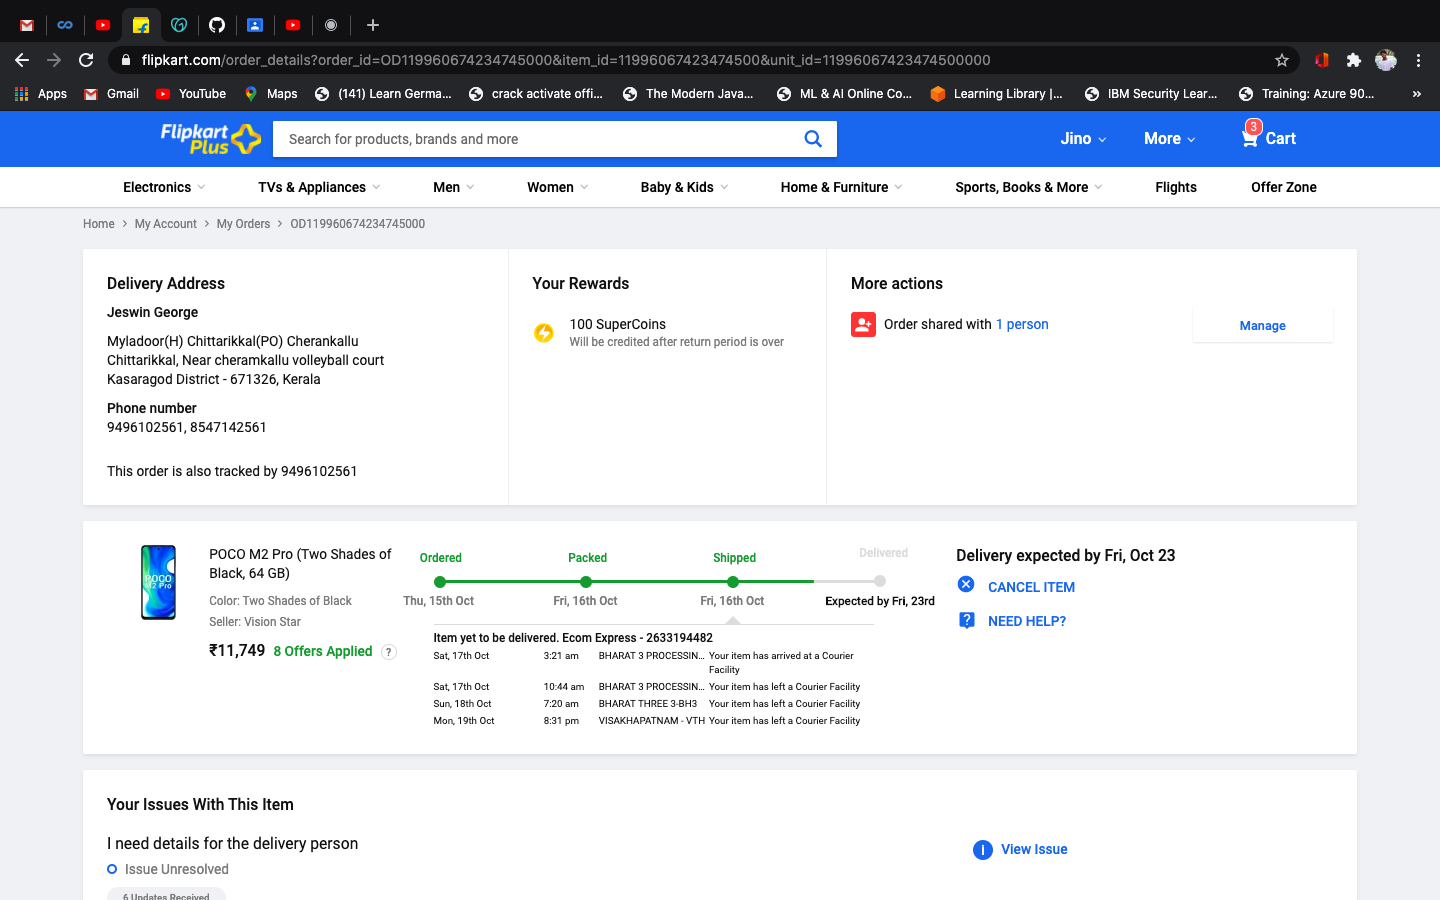 flipkart.com/order_details?order_id=OD119960674234745000&item_id=11996067423474500&unit_id=11996067423474500000
Apps
Gmail
YouTube
Maps
(141) Learn Germa...
crack activate offi...
The Modern Java...
ML & AI Online Co...
Learning Library |...
IBM Security Lear...
Training: Azure 90...
»
Flipkart
Plus
Search for products, brands and more
Jino
More
3
Cart
Electronics
TVs & Appliances
Men
Women
Baby & Kids
Home & Furniture
Sports, Books & More
Flights
Offer Zone
Home > My Account > My Orders > OD119960674234745000
Delivery Address
Jeswin George
Myladoor(H) Chittarikkal(PO) Cherankallu
Chittarikkal, Near cheramkallu volleyball court
Kasaragod District - 671326, Kerala
Phone number
9496102561, 8547142561
This order is also tracked by 9496102561
Your Rewards
100 SuperCoins
Will be credited after return period is over
More actions
Order shared with 1 person
Manage
POCO
M2 Pro
POCO M2 Pro (Two Shades of
Black, 64 GB)
Color: Two Shades of Black
Seller: Vision Star
₹11,749 8 Offers Applied ?
Ordered
Packed
Shipped
Delivered
Thu, 15th Oct
Fri, 16th Oct
Fri, 16th Oct
Expected by Fri, 23rd
Item yet to be delivered. Ecom Express - 2633194482
Sat, 17th Oct 3:21 am BHARAT 3 PROCESSIN... Your item has arrived at a Courier
Facility
Sat, 17th Oct 10:44 am BHARAT 3 PROCESSIN... Your item has left a Courier Facility
Sun, 18th Oct 7:20 am BHARAT THREE 3-BH3 Your item has left a Courier Facility
Mon, 19th Oct 8:31 pm VISAKHAPATNAM - VTH Your item has left a Courier Facility
Delivery expected by Fri, Oct 23
CANCEL ITEM
NEED HELP?
Your Issues With This Item
I need details for the delivery person
Issue Unresolved
6 Updates Received
View Issue